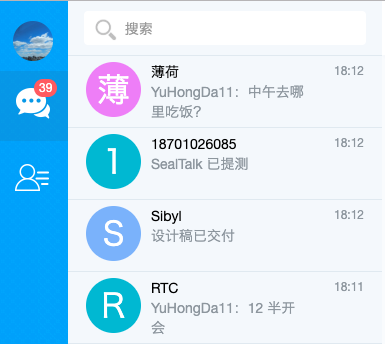 搜索
39
薄
薄荷
18:12
YuHongDa11：中午去哪
里吃饭？
1
18701026085
18:12
SealTalk 已提测
S
Sibyl
18:12
设计稿已交付
R
RTC
18:11
YuHongDa11：12 半开
会